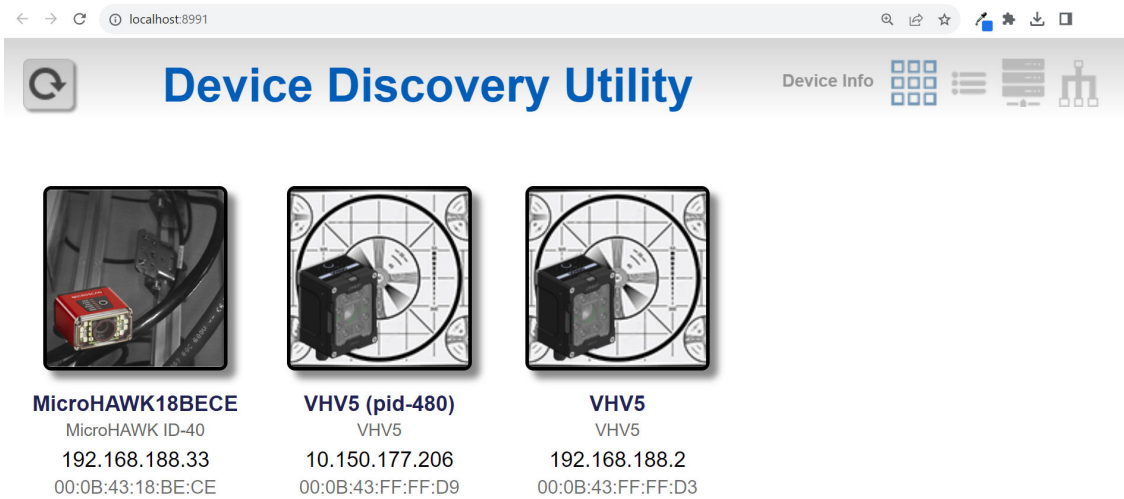 localhost:8991
Device Discovery Utility
Device Info
MicroHAWK18BECE
MicroHAWK ID-40
192.168.188.33
00:0B:43:18:BE:CE
VHV5 (pid-480)
VHV5
10.150.177.206
00:0B:43:FF:FF:D9
VHV5
VHV5
192.168.188.2
00:0B:43:FF:FF:D3